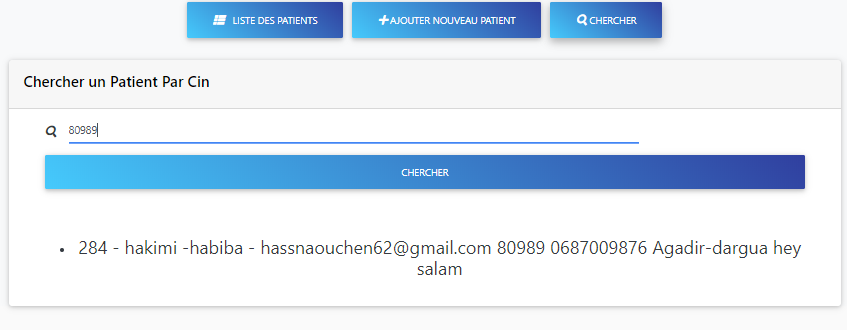 LISTE DES PATIENTS
AJOUTER NOUVEAU PATIENT
CHERCHER
Chercher un Patient Par Cin
80989
CHERCHER
284 - hakimi -habiba - hassnaouchen62@gmail.com 80989 0687009876 Agadir-dargua hey
salam